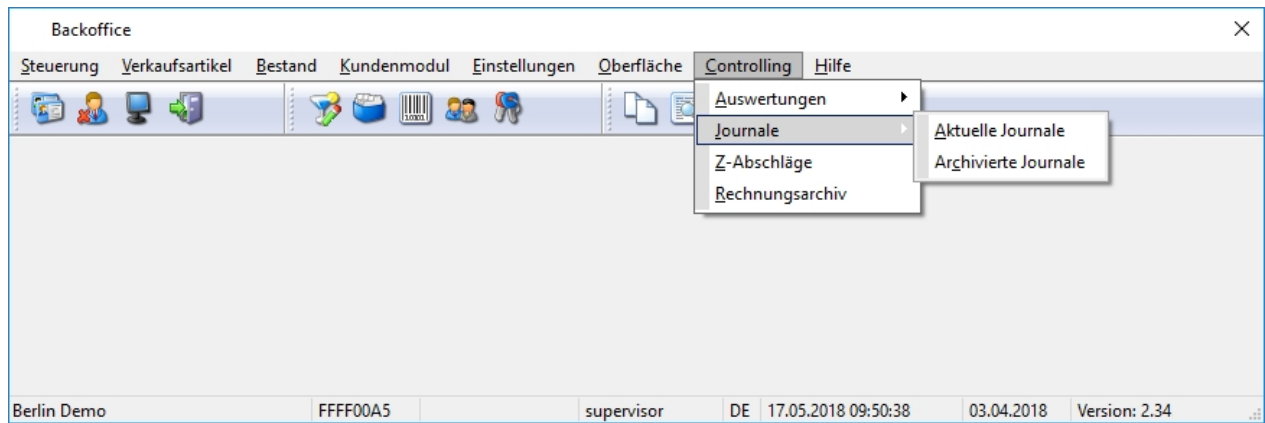 Backoffice
Steuerung Verkaufsartikel Bestand Kundenmodul Einstellungen Oberfläche Controlling Hilfe
Auswertungen
Journale Aktuelle Journale
Z-Abschläge Archivierte Journale
Rechnungsarchiv
Berlin Demo FFFF00A5 supervisor DE 17.05.2018 09:50:38 03.04.2018 Version: 2.34